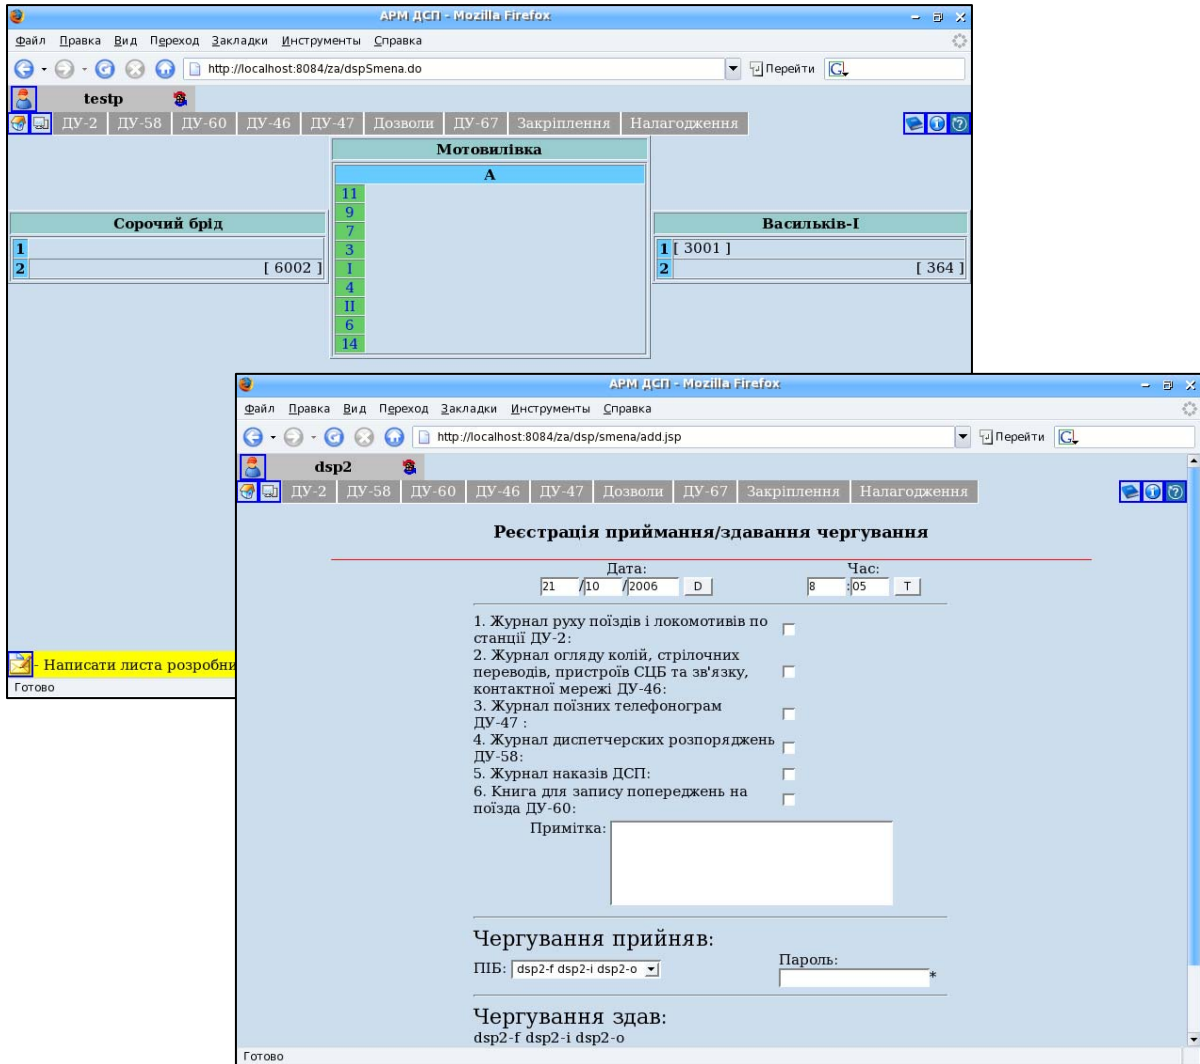 АРМ ДСП - Mozilla Firefox
Файл Правка Вид Переход Закладки Инструменты Справка
http://localhost:8084/za/dspSmena.do Перейти
testp
ДУ-2 ДУ-58 ДУ-60 ДУ-46 ДУ-47 Дозволи ДУ-67 Закріплення Налагодження
Мотовилівка
А
11
9
7
3
I
4
II
6
14
Сорочий брід
1
2 [ 6002 ]
Васильків-I
1 [ 3001 ]
2 [ 364 ]
- Написати листа розробни
Готово
АРМ ДСП - Mozilla Firefox
Файл Правка Вид Переход Закладки Инструменты Справка
http://localhost:8084/za/dsp/smena/add.jsp Перейти
dsp2
ДУ-2 ДУ-58 ДУ-60 ДУ-46 ДУ-47 Дозволи ДУ-67 Закріплення Налагодження
Реєстрація приймання/здавання чергування
Дата: Час:
21 /10 /2006 D 8 :05 T
1. Журнал руху поїздів і локомотивів по
станції ДУ-2:
2. Журнал огляду колій, стрілочних
переводів, пристроїв СЦБ та зв'язку,
контактної мережі ДУ-46:
3. Журнал поїзних телефонограм
ДУ-47 :
4. Журнал диспетчерских розпоряджень
ДУ-58:
5. Журнал наказів ДСП:
6. Книга для запису попереджень на
поїзда ДУ-60:
Примітка:
Чергування прийняв:
ПІБ: dsp2-f dsp2-i dsp2-o Пароль:
*
Чергування здав:
dsp2-f dsp2-i dsp2-o
Готово